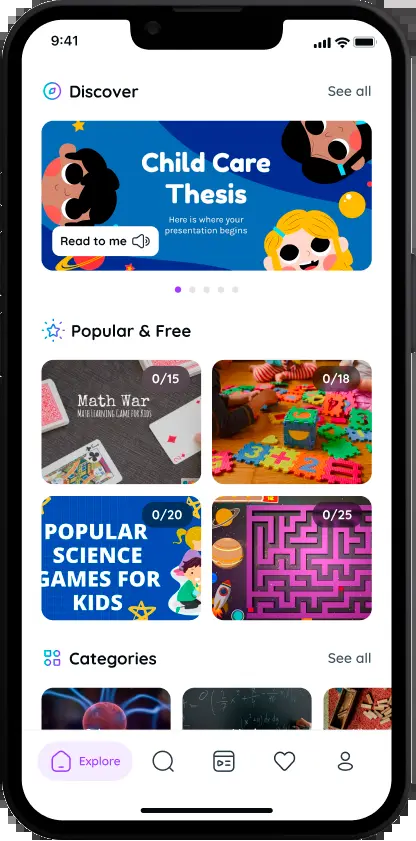 9:41
Discover
See all
Child Care
Thesis
Here is where your
presentation begins
Read to me
Popular & Free
0/15
Math War
MATH LEARNING GAME FOR KIDS
0/18
3+2
0/20
POPULAR
SCIENCE
GAMES FOR
KIDS
0/25
Categories
See all
Explore